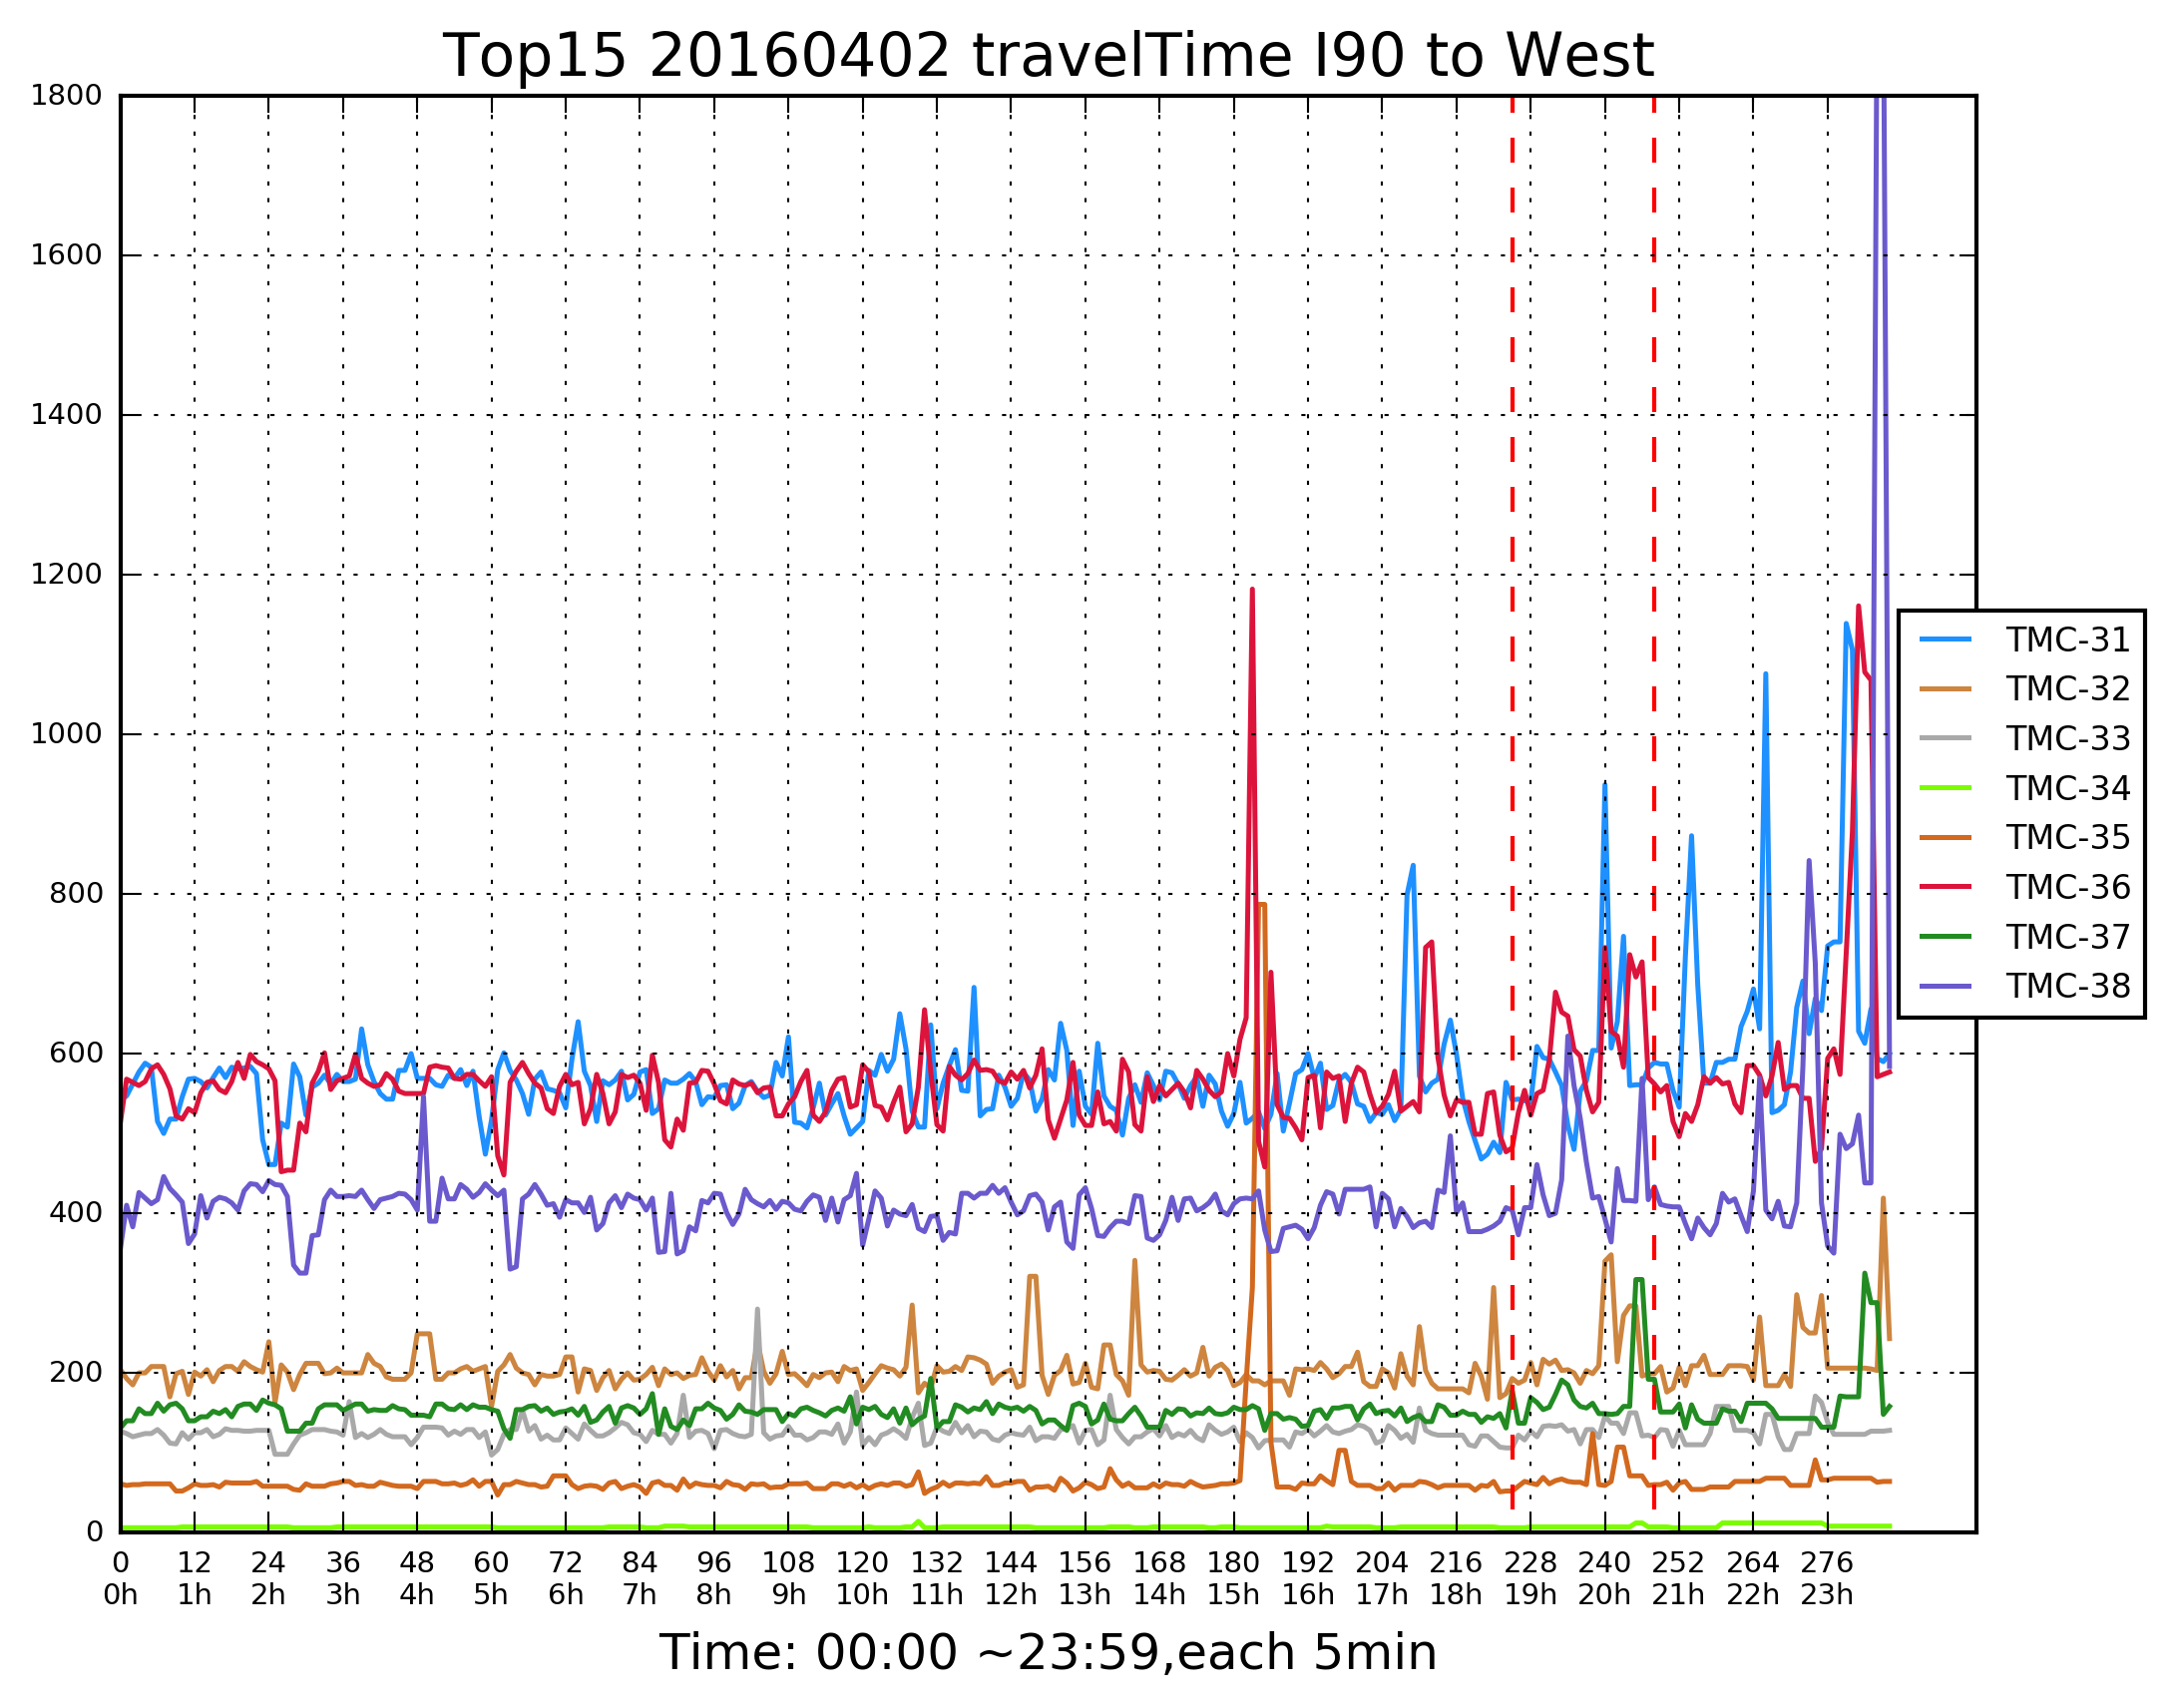 Top15 20160402 travelTime I90 to West
1800
1600
1400
1200
1000
800
600
400
200
0
TMC-31
TMC-32
TMC-33
TMC-34
TMC-35
TMC-36
TMC-37
TMC-38
0 12 24 36 48 60 72 84 96 108 120 132 144 156 168 180 192 204 216 228 240 252 264 276
0h 1h 2h 3h 4h 5h 6h 7h 8h 9h 10h 11h 12h 13h 14h 15h 16h 17h 18h 19h 20h 21h 22h 23h
Time: 00:00 ~23:59,each 5min